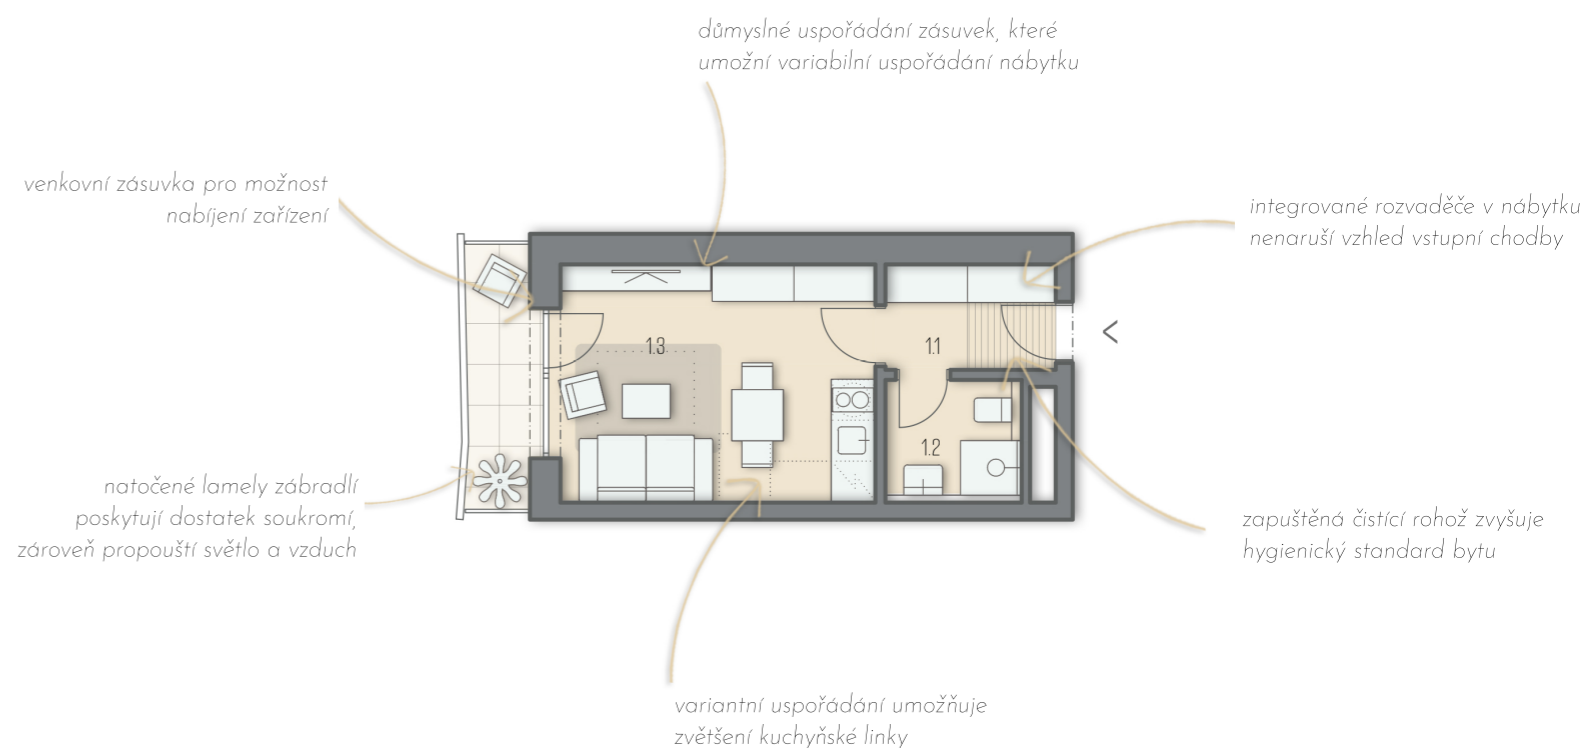 důmyslné uspořádání zásuvek, které
umožní variabilní uspořádání nábytku
venkovní zásuvka pro možnost
nabíjení zařízení
integrované rozvaděče v nábytku
nenaruší vzhled vstupní chodby
1.3
1.1
1.2
natočené lamely zábradlí
poskytují dostatek soukromí,
zároveň propouští světlo a vzduch
zapuštěná čistící rohož zvyšuje
hygienický standard bytu
variantní uspořádání umožňuje
zvětšení kuchyňské linky